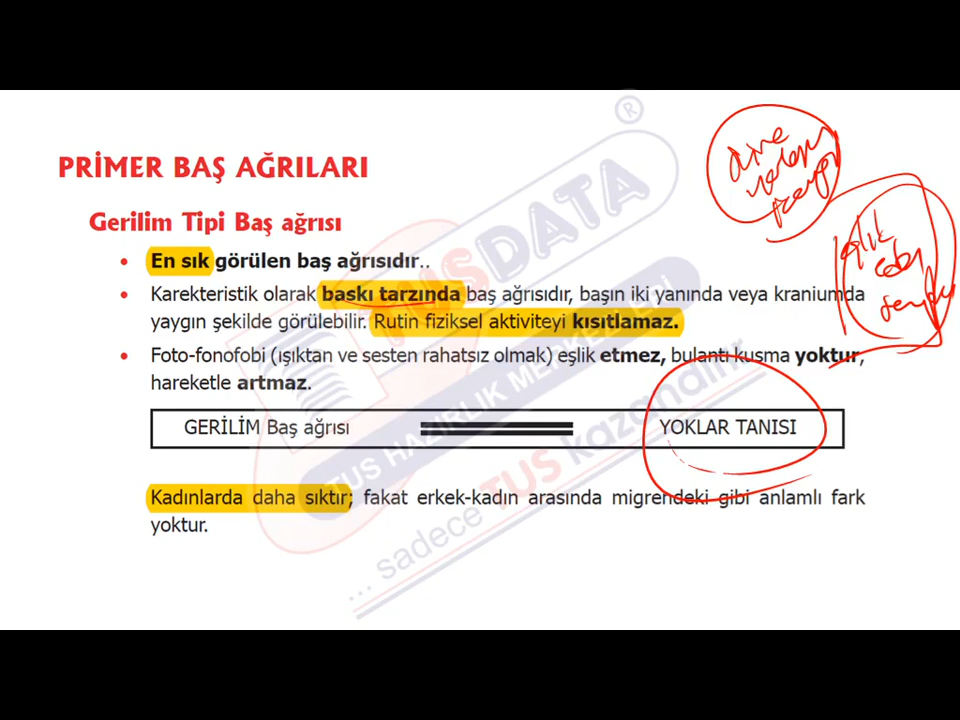 PRİMER BAŞ AĞRILARI
Gerilim Tipi Baş ağrısı
• En sık görülen baş ağrısıdır..
• Karekteristik olarak baskı tarzında baş ağrısıdır, başın iki yanında veya kraniumda
yaygın şekilde görülebilir. Rutin fiziksel aktiviteyi kısıtlamaz.
• Foto-fonofobi (ışıktan ve sesten rahatsız olmak) eşlik etmez, bulantı kusma yoktur,
hareketle artmaz.
GERİLİM Baş ağrısı YOKLAR TANISI
Kadınlarda daha sıktır; fakat erkek-kadın arasında migrendeki gibi anlamlı fark
yoktur.
TUSDATA
®
TUS HAZIRLIK MERKEZLERİ
... sadece TUS kazandırır